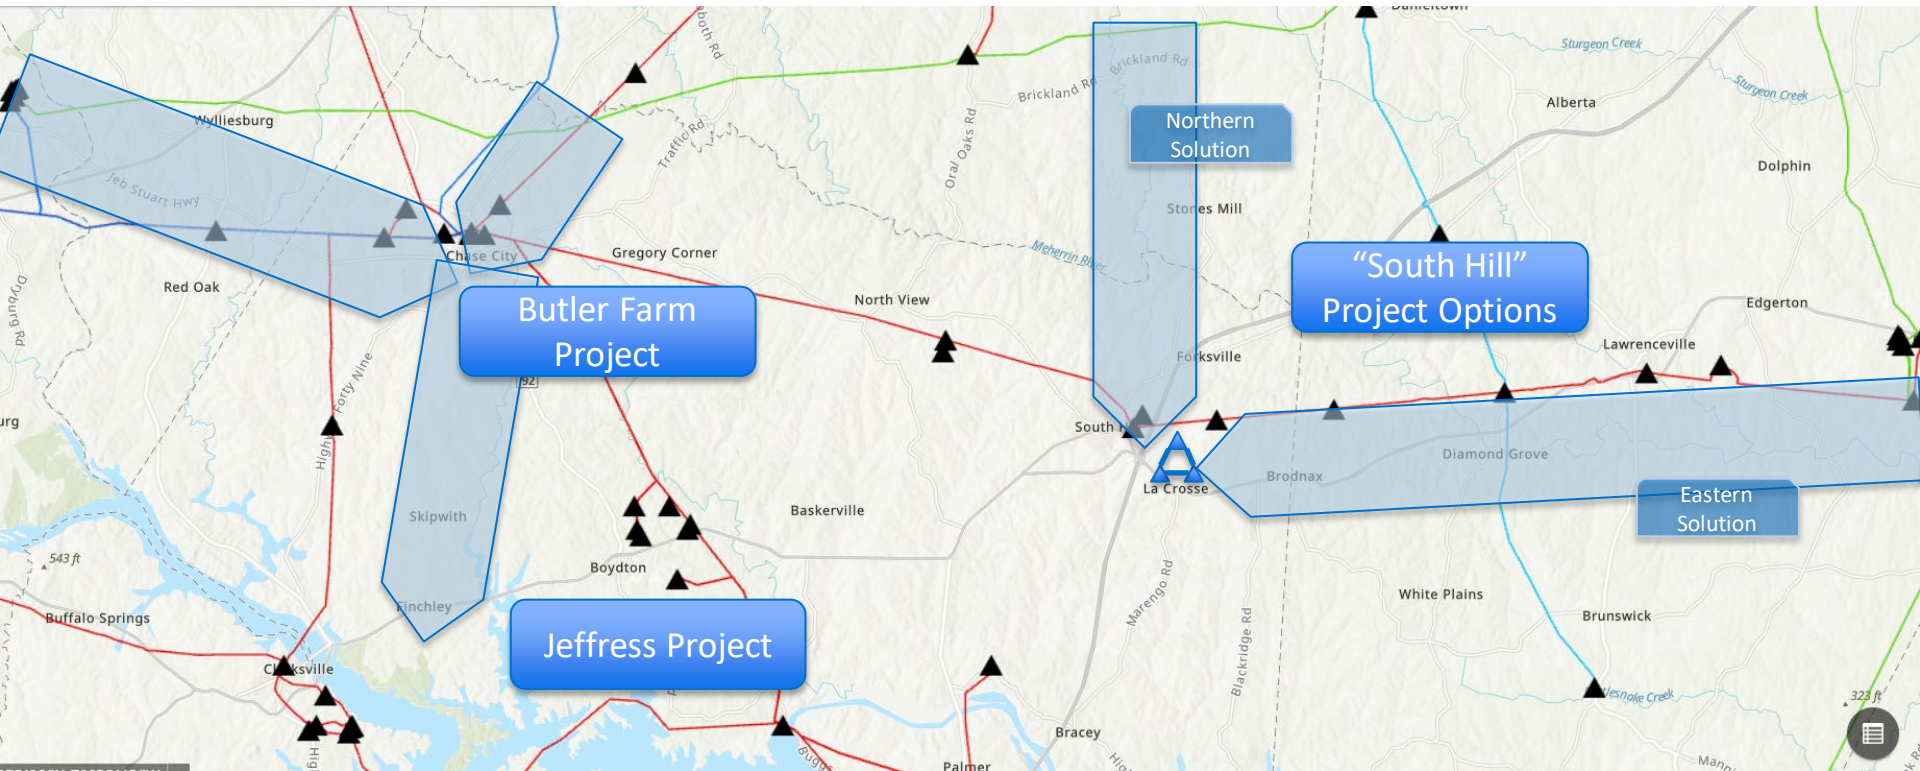 Danieltown
Sturgeon Creek
Brickland Rd
Brickland Rd
Sturgeon Creek
Alberta
Wylliesburg
Northern
Solution
Traffic Rd
Oral Oaks Rd
Dolphin
Jeb Stuart Hwy
Stones Mill
Chase City
Gregory Corner
Meherrin River
"South Hill"
Project Options
Red Oak
Dryburg Rd
North View
Edgerton
Butler Farm
Project
Forksville
Lawrenceville
92
Forty Nine
South
Diamond Grove
Brodnax
La Crosse
Eastern
Solution
Skipwith
Baskerville
543 ft
Boydton
Finchley
Marengo Rd
White Plains
Buffalo Springs
Brunswick
Blackridge Rd
Jeffress Project
323 ft
Bracey
Palmer